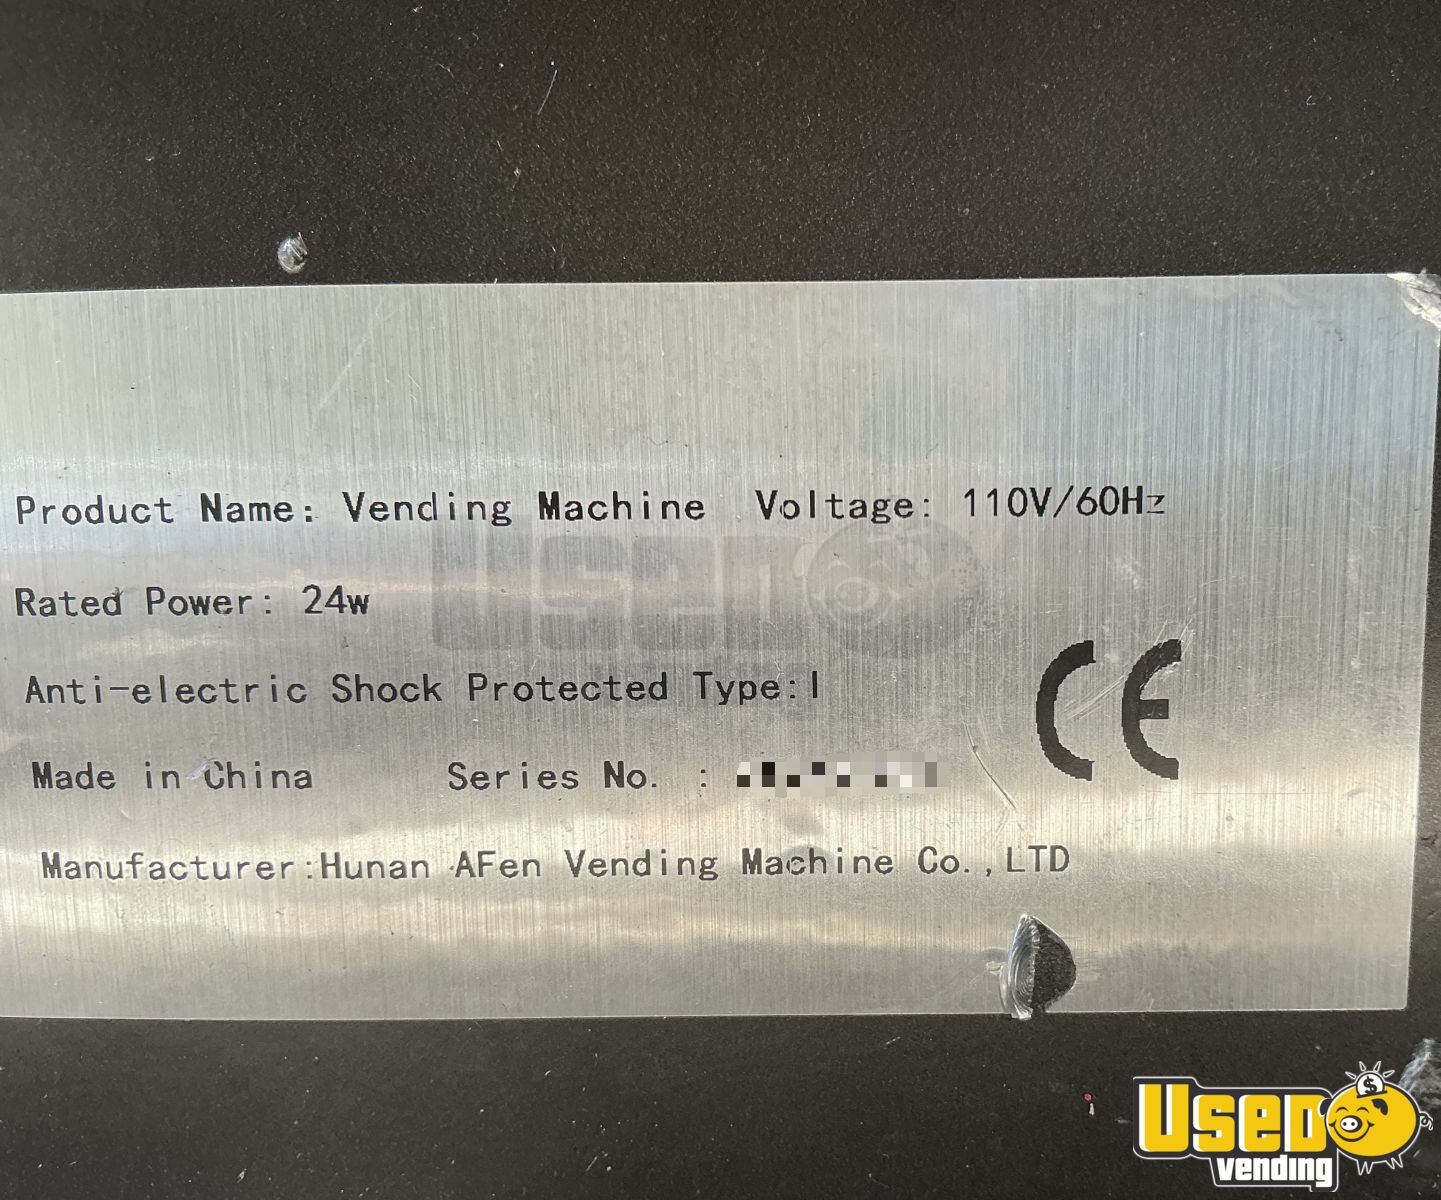 Product Name: Vending Machine Voltage: 110V/60Hz
Rated Power: 24w
Anti-electric Shock Protected Type:I
Made in China Series No. :
Manufacturer:Hunan AFen Vending Machine Co.,LTD
CE
$
USED
vending